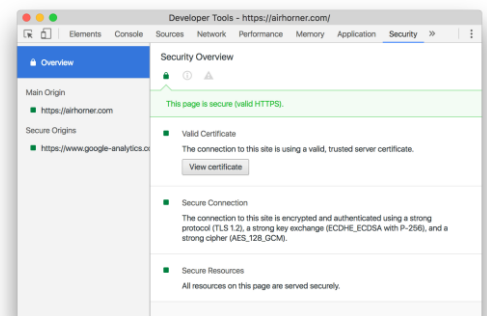 Developer Tools - https://airhorner.com/
Elements Console Sources Network Performance Memory Application Security »
Overview
Main Origin
https://airhorner.com
Secure Origins
https://www.google-analytics.co
Security Overview
This page is secure (valid HTTPS).
Valid Certificate
The connection to this site is using a valid, trusted server certificate.
View certificate
Secure Connection
The connection to this site is encrypted and authenticated using a strong
protocol (TLS 1.2), a strong key exchange (ECDHE_ECDSA with P-256), and a
strong cipher (AES_128_GCM).
Secure Resources
All resources on this page are served securely.